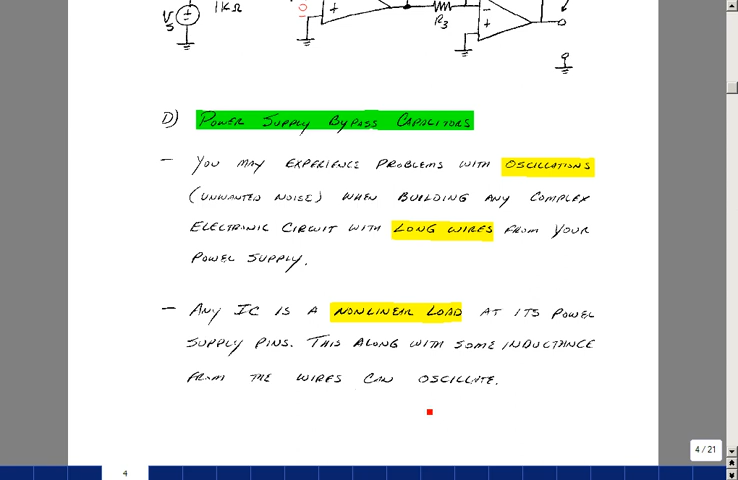 Vs
1KΩ
0
+
R3
-
+
D) POWER SUPPLY BYPASS CAPACITORS
- YOU MAY EXPERIENCE PROBLEMS WITH OSCILLATIONS
(UNWANTED NOISE) WHEN BUILDING ANY COMPLEX
ELECTRONIC CIRCUIT WITH LONG WIRES FROM YOUR
POWER SUPPLY.
- ANY IC IS A NONLINEAR LOAD AT ITS POWER
SUPPLY PINS. THIS ALONG WITH SOME INDUCTANCE
FROM THE WIRES CAN OSCILLATE.
4 / 21
4